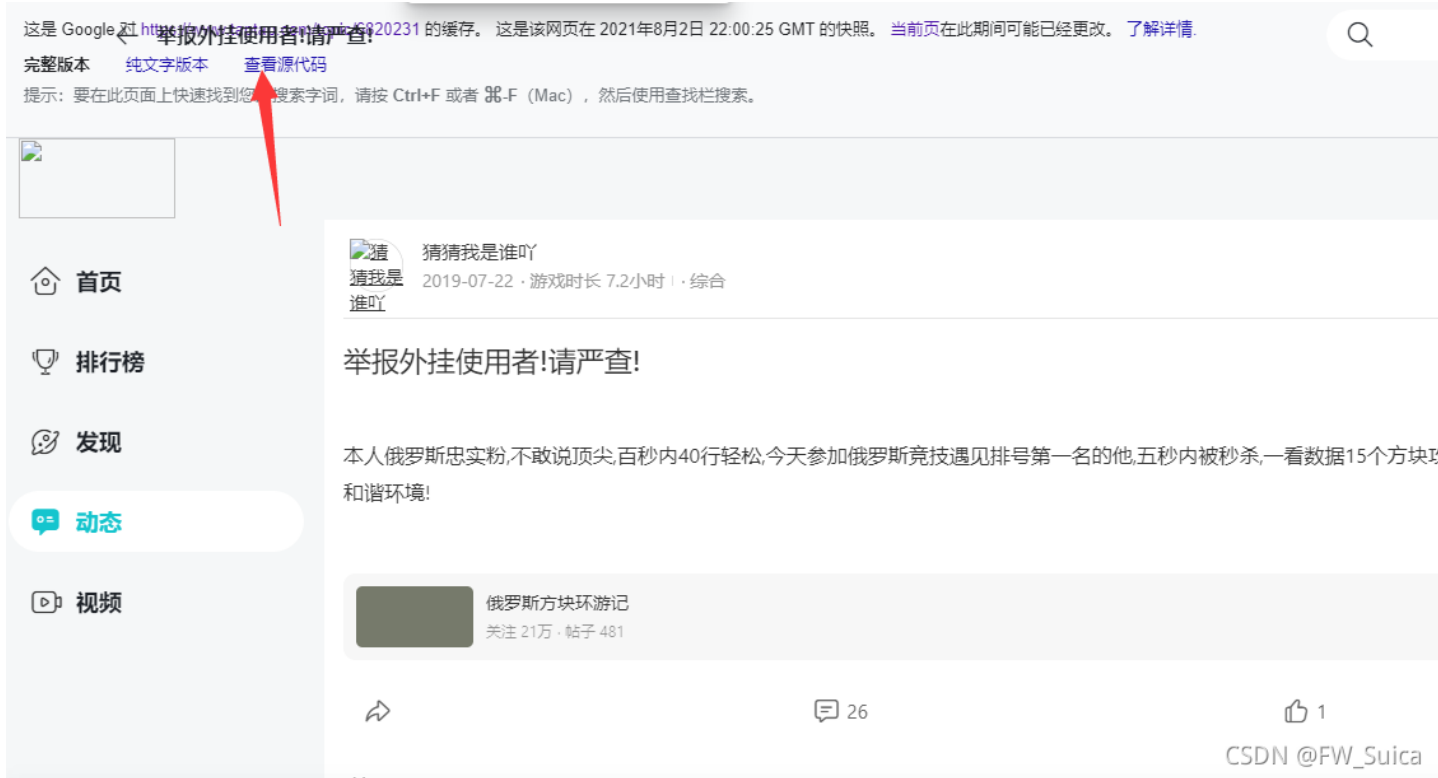 这是 Google 对 https://www.taptap.com/topic/6820231 的缓存。 这是该网页在 2021年8月2日 22:00:25 GMT 的快照。 当前页在此期间可能已经更改。 了解详情.
举报外挂使用者!请严查!
完整版本 纯文字版本 查看源代码
提示：要在此页面上快速找到您 搜索字词，请按 Ctrl+F 或者 ⌘-F（Mac），然后使用查找栏搜索。
首页
排行榜
发现
动态
视频
猜猜我是谁吖
猜猜我是谁吖
2019-07-22 · 游戏时长 7.2小时 · 综合
举报外挂使用者!请严查!
本人俄罗斯忠实粉,不敢说顶尖,百秒内40行轻松,今天参加俄罗斯竞技遇见排号第一名的他,五秒内被秒杀,一看数据15个方块
和谐环境!
俄罗斯方块环游记
关注 21万 · 帖子 481
26
1
CSDN @FW_Suica